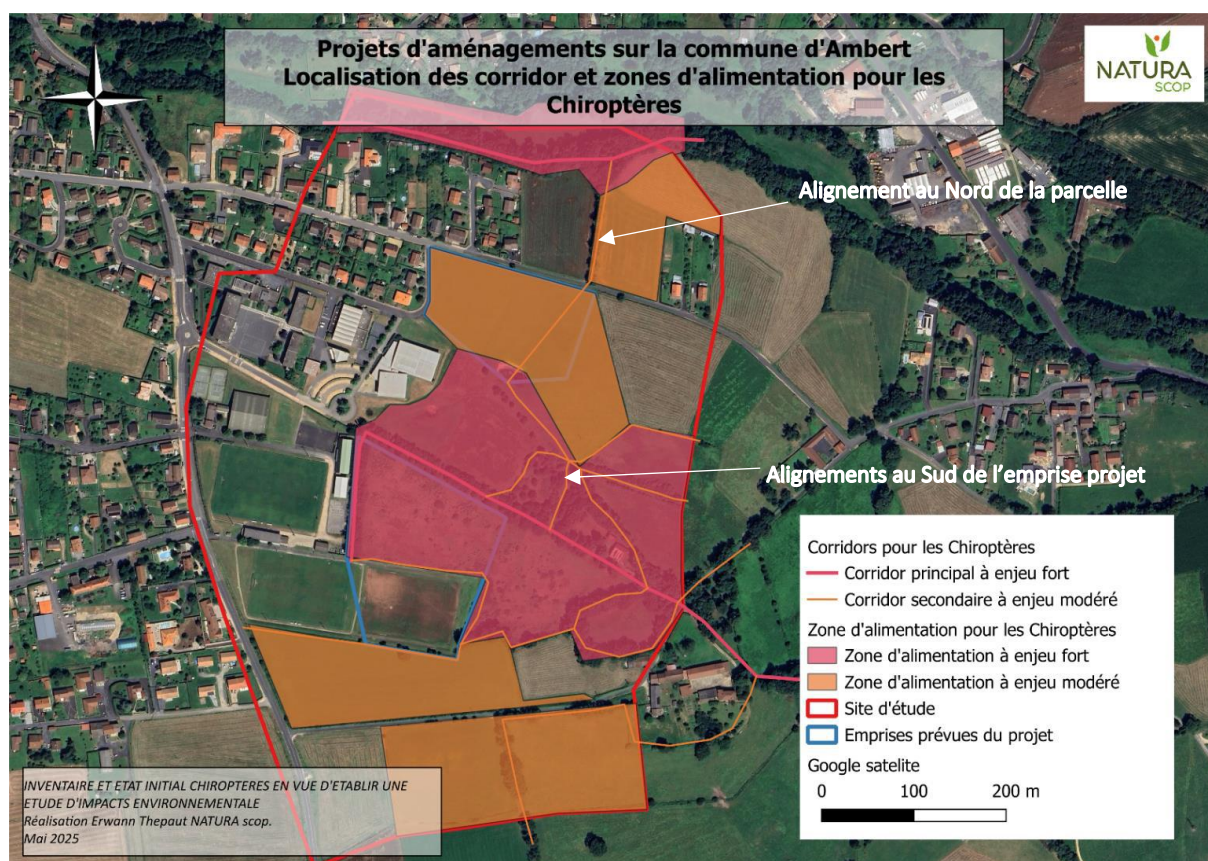 Projets d'aménagements sur la commune d'Ambert
Localisation des corridor et zones d'alimentation pour les
Chiroptères
NATURA
SCOP
E
Alignement au Nord de la parcelle
Alignements au Sud de l'emprise projet
Corridors pour les Chiroptères
Corridor principal à enjeu fort
Corridor secondaire à enjeu modéré
Zone d'alimentation pour les Chiroptères
Zone d'alimentation à enjeu fort
Zone d'alimentation à enjeu modéré
Site d'étude
Emprises prévues du projet
Google satelite
0 100 200 m
INVENTAIRE ET ETAT INITIAL CHIROPTERES EN VUE D'ETABLIR UNE
ETUDE D'IMPACTS ENVIRONNEMENTALE
Réalisation Erwann Thepaut NATURA scop.
Mai 2025